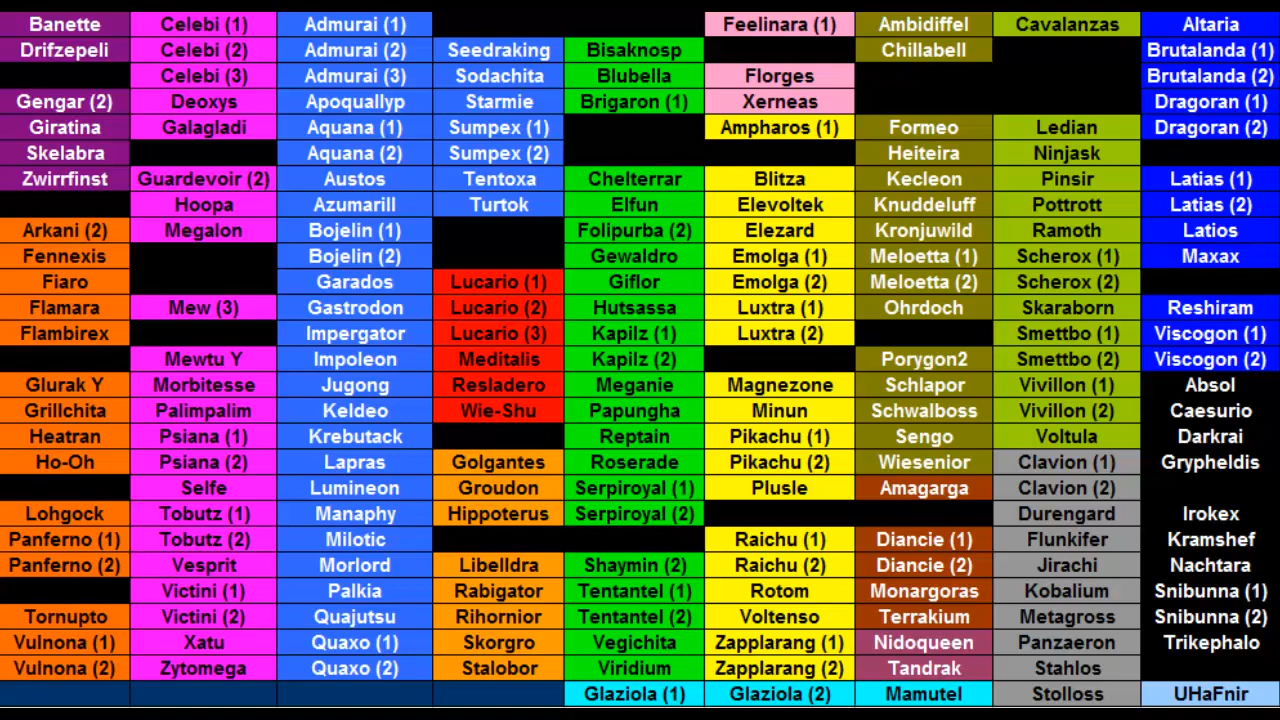 Banette Celebi (1) Admurai (1) Feelinara (1) Ambidiffel Cavalanzas Altaria
Drifzepeli Celebi (2) Admurai (2) Seedraking Bisaknosp Chillabell Brutalanda (1)
Celebi (3) Admurai (3) Sodachita Blubella Florges Brutalanda (2)
Gengar (2) Deoxys Apoquallyp Starmie Brigaron (1) Xerneas Dragoran (1)
Giratina Galagladi Aquana (1) Sumpex (1) Ampharos (1) Formeo Ledian Dragoran (2)
Skelabra Aquana (2) Sumpex (2) Heiteira Ninjask
Zwirrfinst Guardevoir (2) Austos Tentoxa Chelterrar Blitza Kecleon Pinsir Latias (1)
Hoopa Azumarill Turtok Elfun Elevoltek Knuddeluff Pottrott Latias (2)
Arkani (2) Megalon Bojelin (1) Folipurba (2) Elezard Kronjuwild Ramoth Latios
Fennexis Bojelin (2) Gewaldro Emolga (1) Meloetta (1) Scherox (1) Maxax
Fiaro Garados Lucario (1) Giflor Emolga (2) Meloetta (2) Scherox (2)
Flamara Mew (3) Gastrodon Lucario (2) Hutsassa Luxtra (1) Ohrdoch Skaraborn Reshiram
Flambirex Impergator Lucario (3) Kapilz (1) Luxtra (2) Smettbo (1) Viscogon (1)
Mewtu Y Impoleon Meditalis Kapilz (2) Porygon2 Smettbo (2) Viscogon (2)
Glurak Y Morbitesse Jugong Resladero Meganie Magnezone Schlapor Vivillon (1) Absol
Grillchita Palimpalim Keldeo Wie-Shu Papungha Minun Schwalboss Vivillon (2) Caesurio
Heatran Psiana (1) Krebutack Reptain Pikachu (1) Sengo Voltula Darkrai
Ho-Oh Psiana (2) Lapras Golgantes Roserade Pikachu (2) Wiesenior Clavion (1) Grypheldis
Selfe Lumineon Groudon Serpiroyal (1) Plusle Amagarga Clavion (2)
Lohgock Tobutz (1) Manaphy Hippoterus Serpiroyal (2) Durengard Irokex
Panferno (1) Tobutz (2) Milotic Raichu (1) Diancie (1) Flunkifer Kramshef
Panferno (2) Vesprit Morlord Libelldra Shaymin (2) Raichu (2) Diancie (2) Jirachi Nachtara
Victini (1) Palkia Rabigator Tentantel (1) Rotom Monargoras Kobalium Snibunna (1)
Tornupto Victini (2) Quajutsu Rihornior Tentantel (2) Voltenso Terrakium Metagross Snibunna (2)
Vulnona (1) Xatu Quaxo (1) Skorgro Vegichita Zapplarang (1) Nidoqueen Panzaeron Trikephalo
Vulnona (2) Zytomega Quaxo (2) Stalobor Viridium Zapplarang (2) Tandrak Stahlos
Glaziola (1) Glaziola (2) Mamutel Stolloss UHaFnir